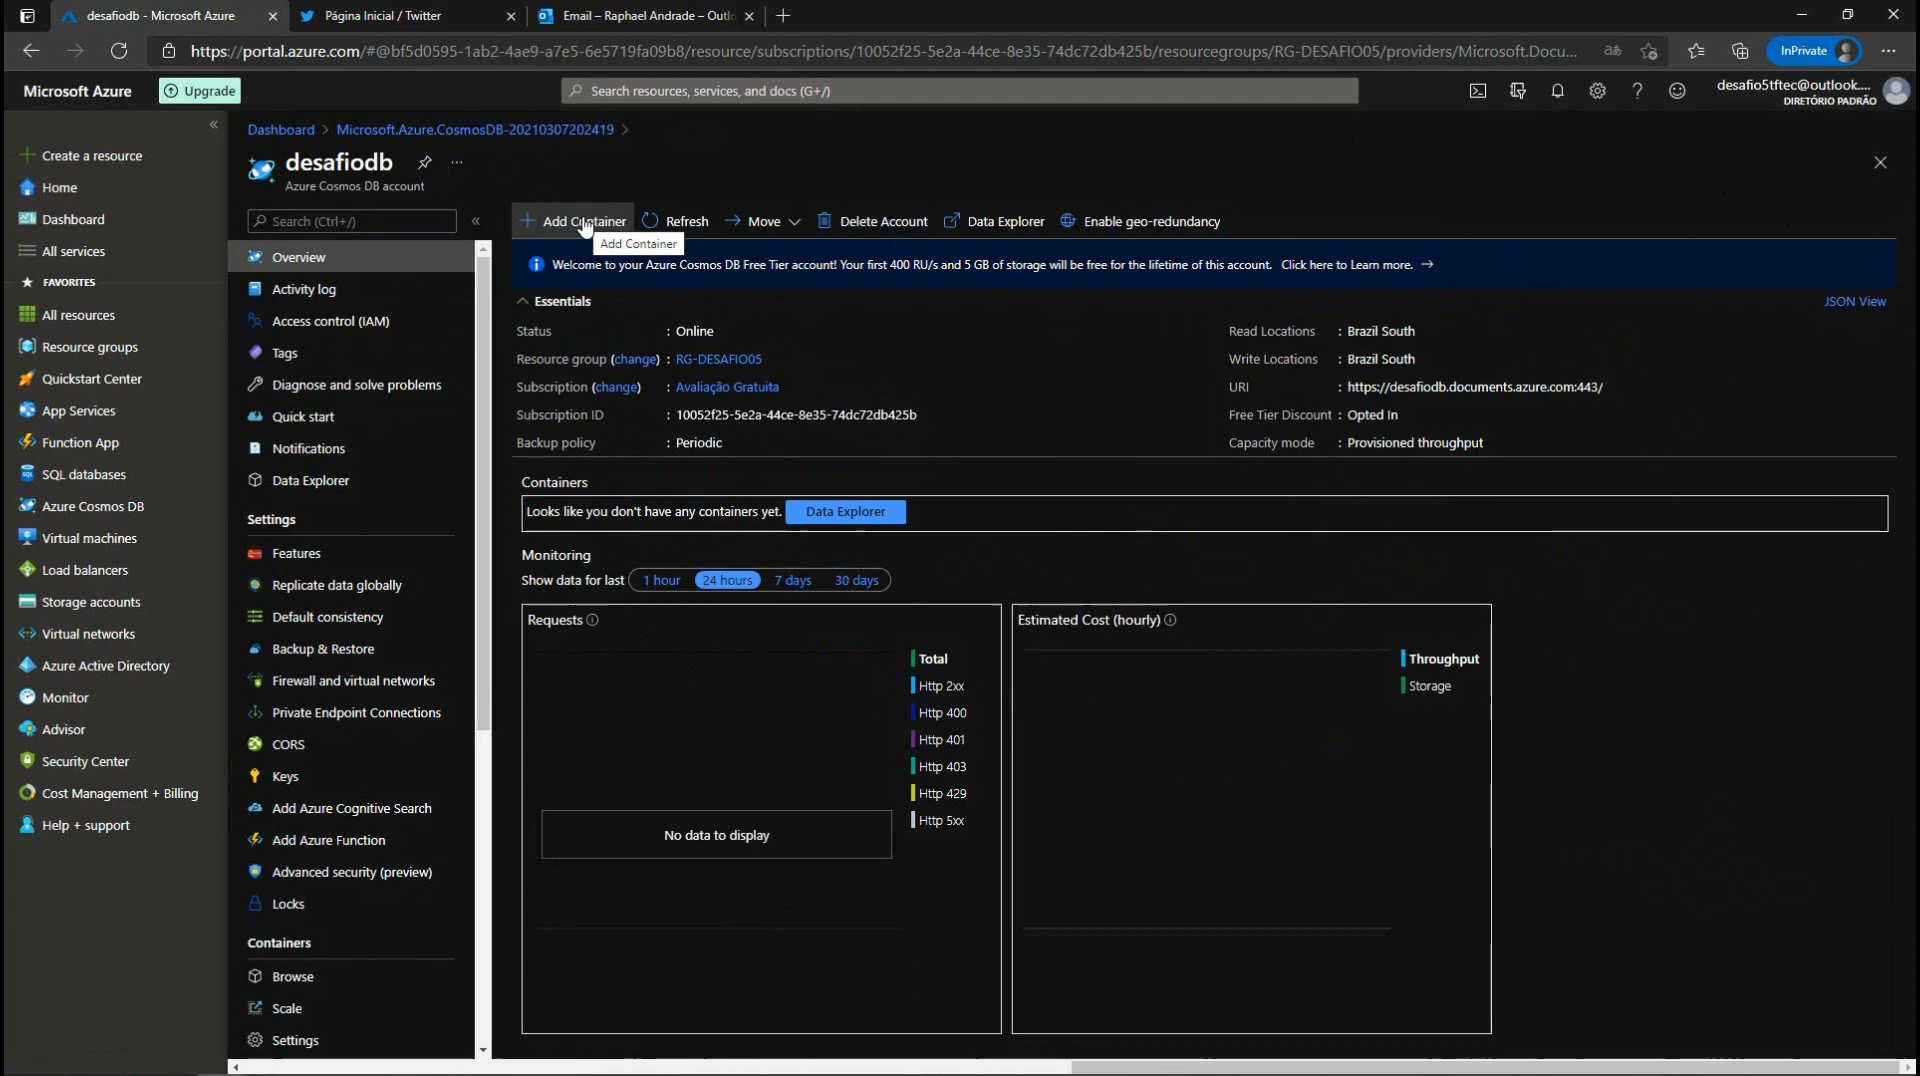 desafiodb - Microsoft Azure
Página Inicial / Twitter
Email – Raphael Andrade – Outl
https://portal.azure.com/#@bf5d0595-1ab2-4ae9-a7e5-6e5719fa09b8/resource/subscriptions/10052f25-5e2a-44ce-8e35-74dc72db425b/resourcegroups/RG-DESAFIO05/providers/Microsoft.Docu...
InPrivate
Microsoft Azure
Upgrade
Search resources, services, and docs (G+/)
desafio5tftec@outlook....
DIRETÓRIO PADRÃO
Create a resource
Home
Dashboard
All services
FAVORITES
All resources
Resource groups
Quickstart Center
App Services
Function App
SQL databases
Azure Cosmos DB
Virtual machines
Load balancers
Storage accounts
Virtual networks
Azure Active Directory
Monitor
Advisor
Security Center
Cost Management + Billing
Help + support
Dashboard > Microsoft.Azure.CosmosDB-20210307202419 >
desafiodb
Azure Cosmos DB account
Search (Ctrl+/)
Overview
Activity log
Access control (IAM)
Tags
Diagnose and solve problems
Quick start
Notifications
Data Explorer
Settings
Features
Replicate data globally
Default consistency
Backup & Restore
Firewall and virtual networks
Private Endpoint Connections
CORS
Keys
Add Azure Cognitive Search
Add Azure Function
Advanced security (preview)
Locks
Containers
Browse
Scale
Settings
Add Container
Refresh
Move
Delete Account
Data Explorer
Enable geo-redundancy
Add Container
Welcome to your Azure Cosmos DB Free Tier account! Your first 400 RU/s and 5 GB of storage will be free for the lifetime of this account. Click here to Learn more.
Essentials
JSON View
Status : Online
Resource group (change) : RG-DESAFIO05
Subscription (change) : Avaliação Gratuita
Subscription ID : 10052f25-5e2a-44ce-8e35-74dc72db425b
Backup policy : Periodic
Read Locations : Brazil South
Write Locations : Brazil South
URI : https://desafiodb.documents.azure.com:443/
Free Tier Discount : Opted In
Capacity mode : Provisioned throughput
Containers
Looks like you don't have any containers yet. Data Explorer
Monitoring
Show data for last 1 hour 24 hours 7 days 30 days
Requests
Total
Http 2xx
Http 400
Http 401
Http 403
Http 429
Http 5xx
No data to display
Estimated Cost (hourly)
Throughput
Storage